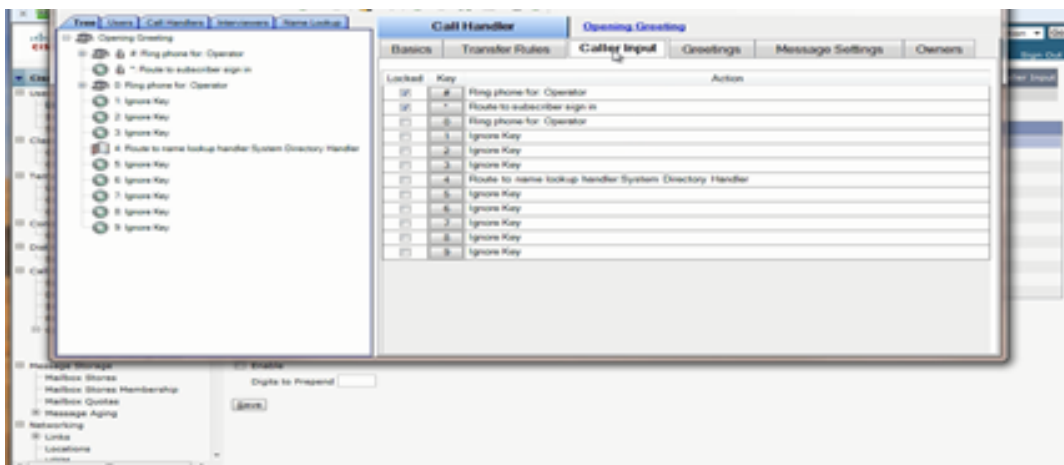 Tree Users Call Handlers Interviewers Name Lookup
Opening Greeting
#: Ring phone for: Operator
*: Route to subscriber sign in
0: Ring phone for: Operator
1: Ignore Key
2: Ignore Key
3: Ignore Key
4: Route to name lookup handler:System Directory Handler
5: Ignore Key
6: Ignore Key
7: Ignore Key
8: Ignore Key
9: Ignore Key
Call Handler Opening Greeting
Basics Transfer Rules Caller Input Greetings Message Settings Owners
Locked Key Action
# Ring phone for: Operator
* Route to subscriber sign in
0 Ring phone for: Operator
1 Ignore Key
2 Ignore Key
3 Ignore Key
4 Route to name lookup handler:System Directory Handler
5 Ignore Key
6 Ignore Key
7 Ignore Key
8 Ignore Key
9 Ignore Key
Sign Out
Message Storage
Mailbox Stores
Mailbox Stores Membership
Mailbox Quotas
Message Aging
Networking
Links
Locations
Enable
Digits to Prepend
Save